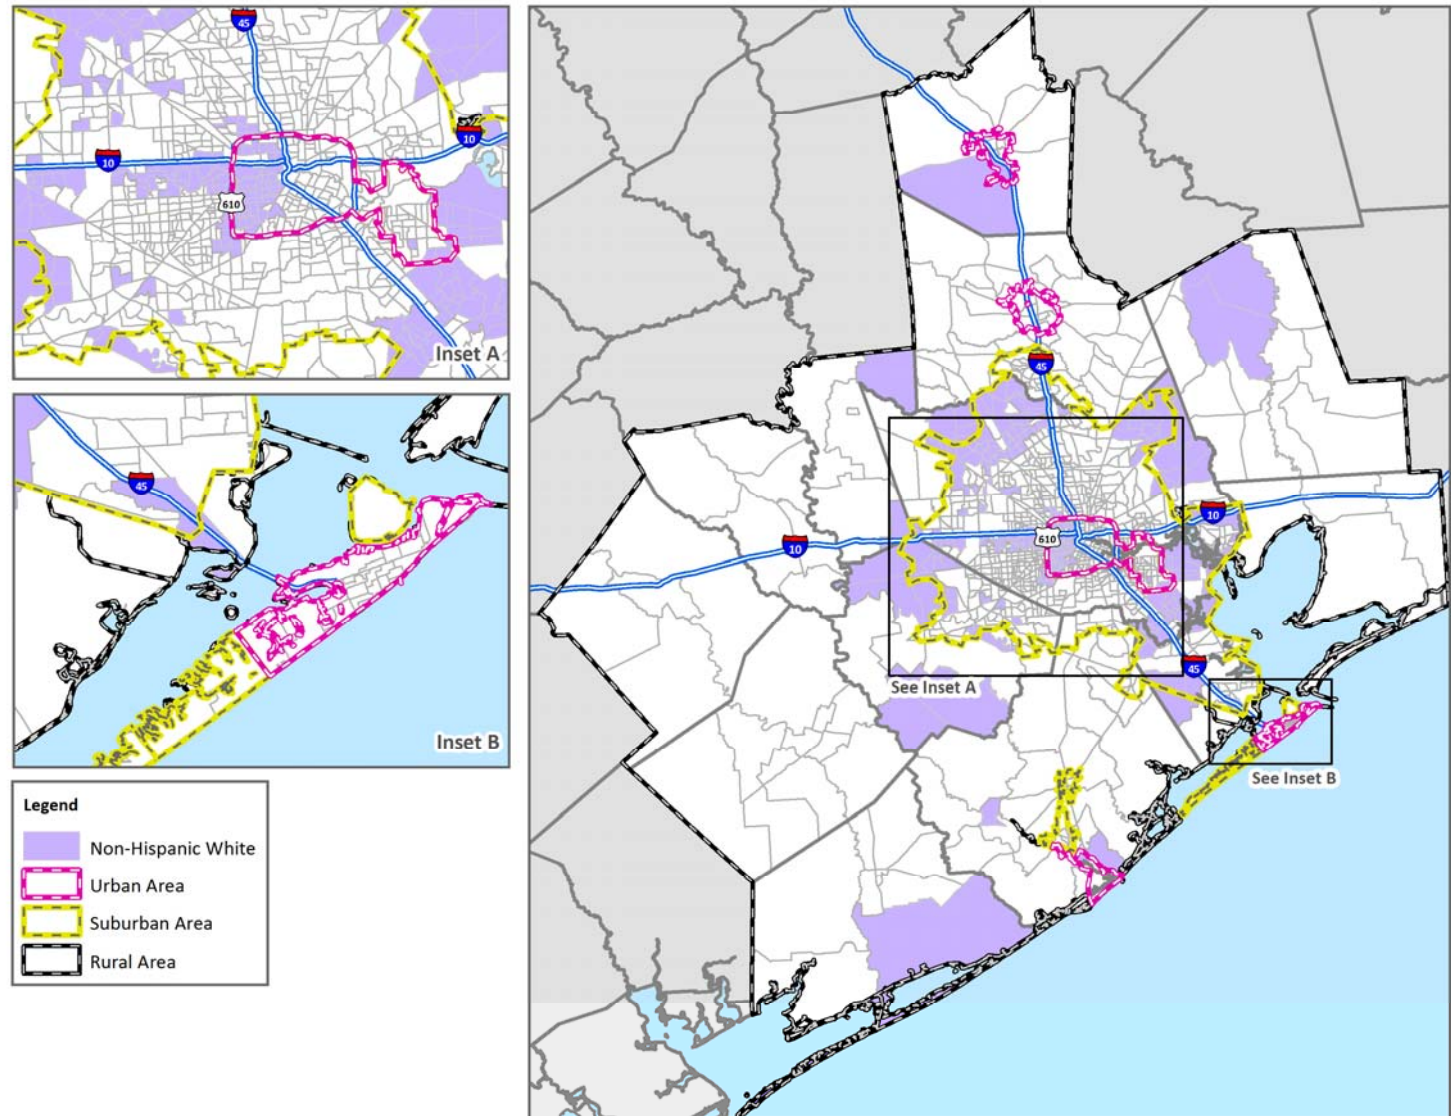 45
10
10
610
Inset A
45
Inset B
Legend
Non-Hispanic White
Urban Area
Suburban Area
Rural Area
45
10
610
10
45
See Inset A
See Inset B